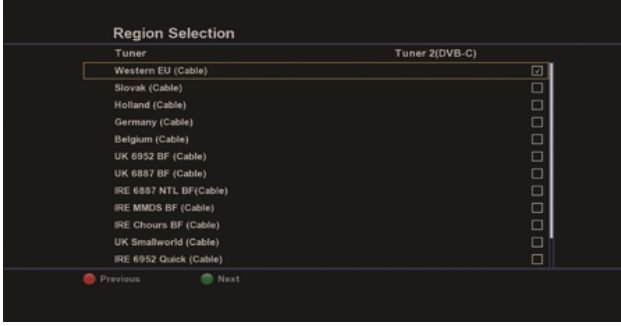 Region Selection
Tuner Tuner 2(DVB-C)
Western EU (Cable)
Slovak (Cable)
Holland (Cable)
Germany (Cable)
Belgium (Cable)
UK 6952 BF (Cable)
UK 6887 BF (Cable)
IRE 6887 NTL BF(Cable)
IRE MMDS BF (Cable)
IRE Chours BF (Cable)
UK Smallworld (Cable)
IRE 6952 Quick (Cable)
Previous Next